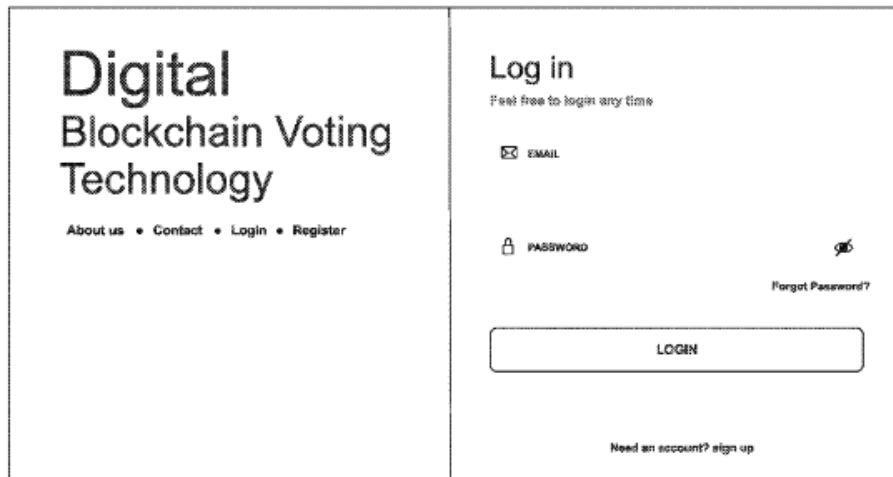 Digital
Blockchain Voting
Technology
About us • Contact • Login • Register
Log in
Feel free to login any time
EMAIL
PASSWORD
Forgot Password?
LOGIN
Need an account? sign up